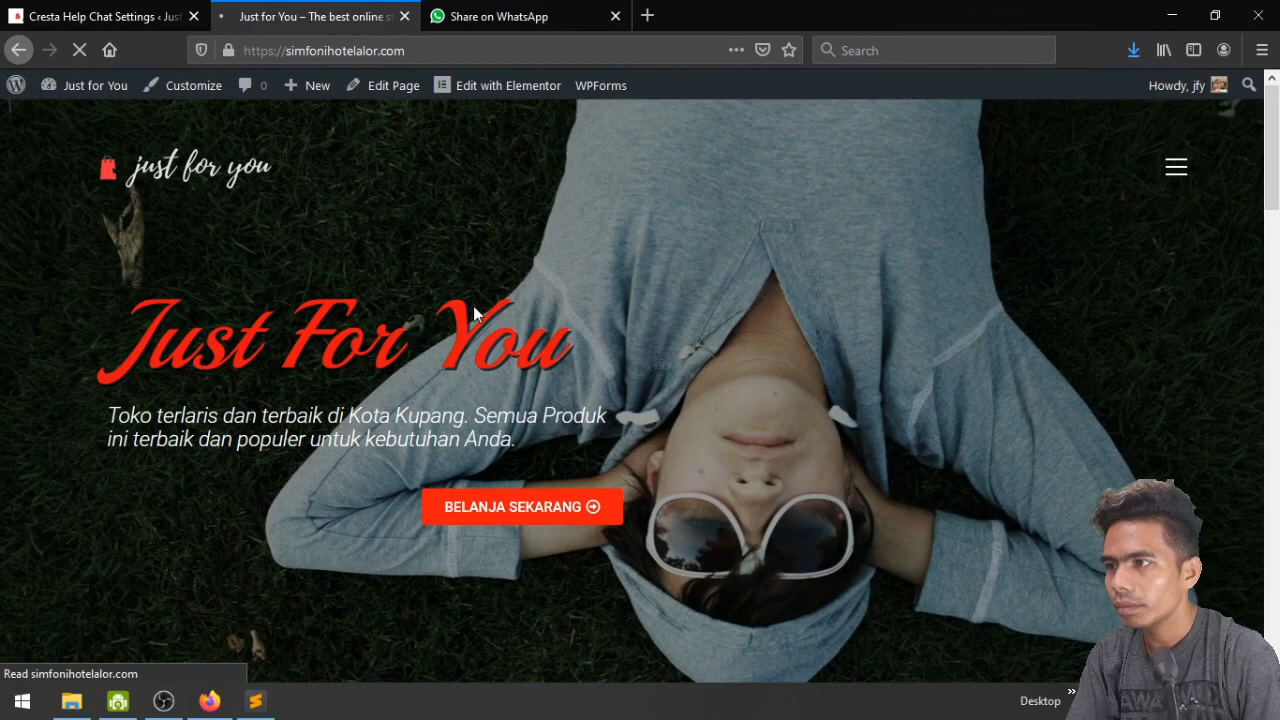 Cresta Help Chat Settings ‹ Just
Just for You – The best online st
Share on WhatsApp
https://simfonihotelalor.com
Search
Just for You
Customize
0
New
Edit Page
Edit with Elementor
WPForms
Howdy, jfy
just for you
Just For You
Toko terlaris dan terbaik di Kota Kupang. Semua Produk
ini terbaik dan populer untuk kebutuhan Anda.
BELANJA SEKARANG
Read simfonihotelalor.com
Desktop